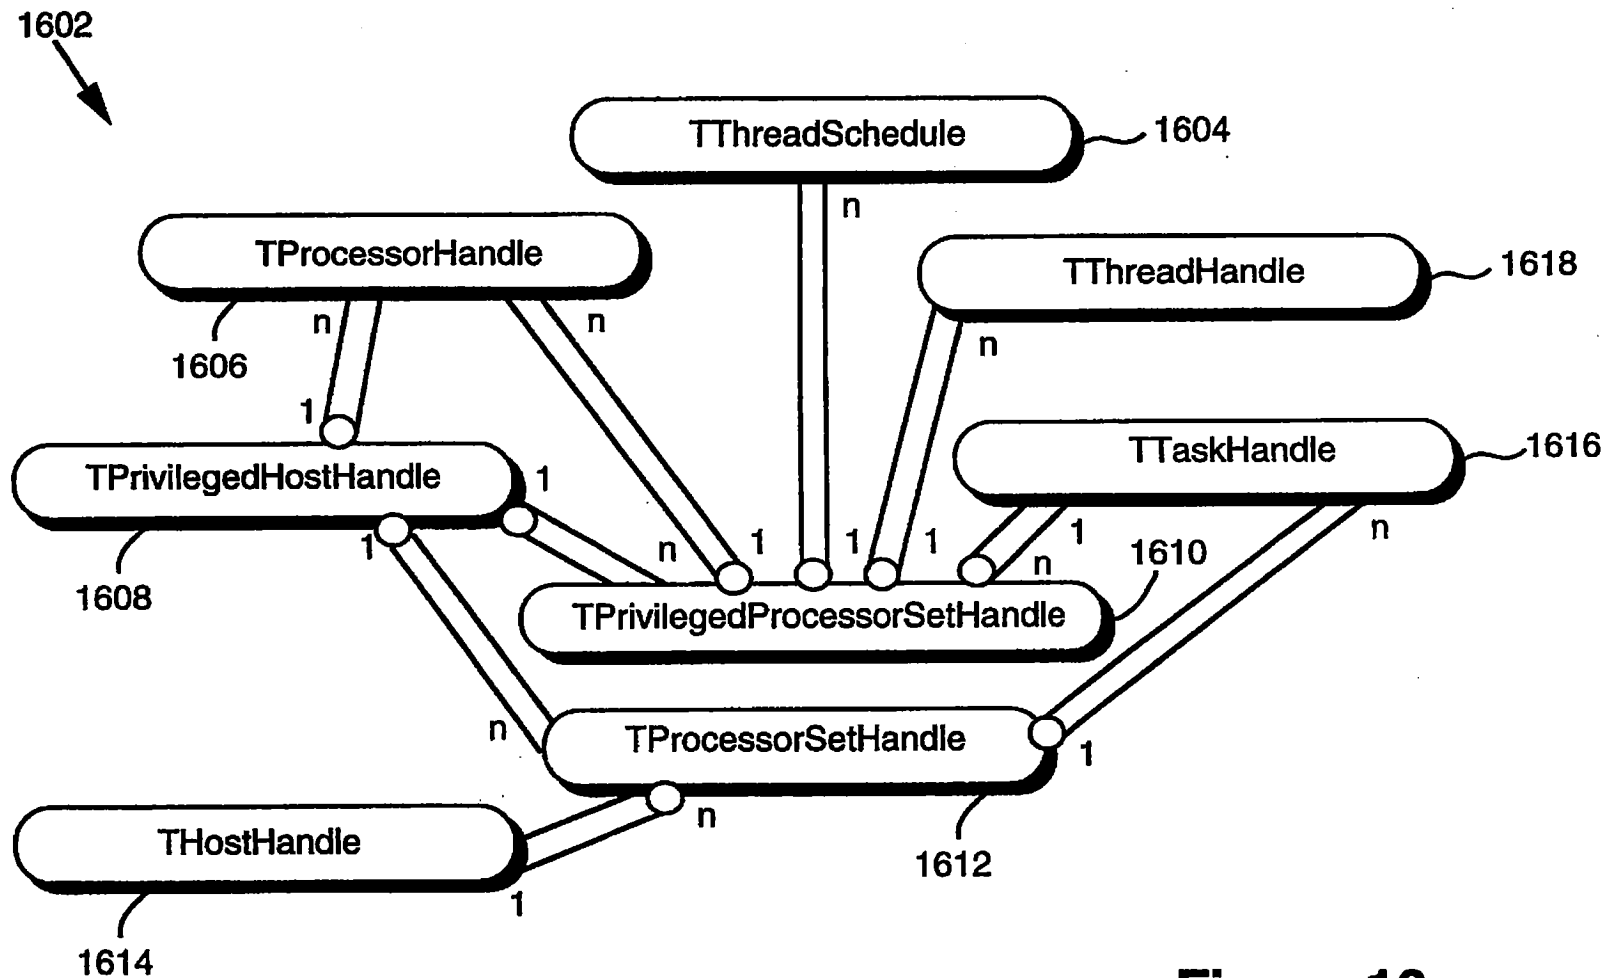 1602
TThreadSchedule
1604
n
TProcessorHandle
TThreadHandle
1618
n
n
n
1606
1
TTaskHandle
1616
TPrivilegedHostHandle
1
1
n
1
n
1
1
1
n
1610
1608
TPrivilegedProcessorSetHandle
n
TProcessorSetHandle
1
n
THostHandle
1612
1
1614